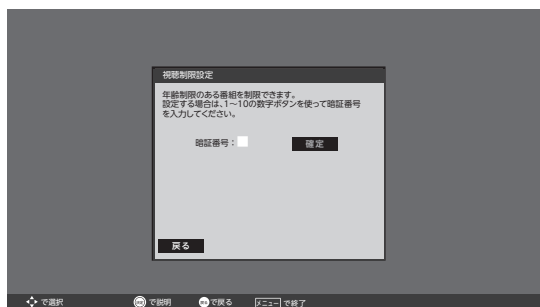 視聴制限設定
年齢制限のある番組を制限できます。
設定する場合は、1~10の数字ボタンを使って暗証番号
を入力してください。
暗証番号:
確定
戻る
で選択
で説明
で戻る
メニュー で終了